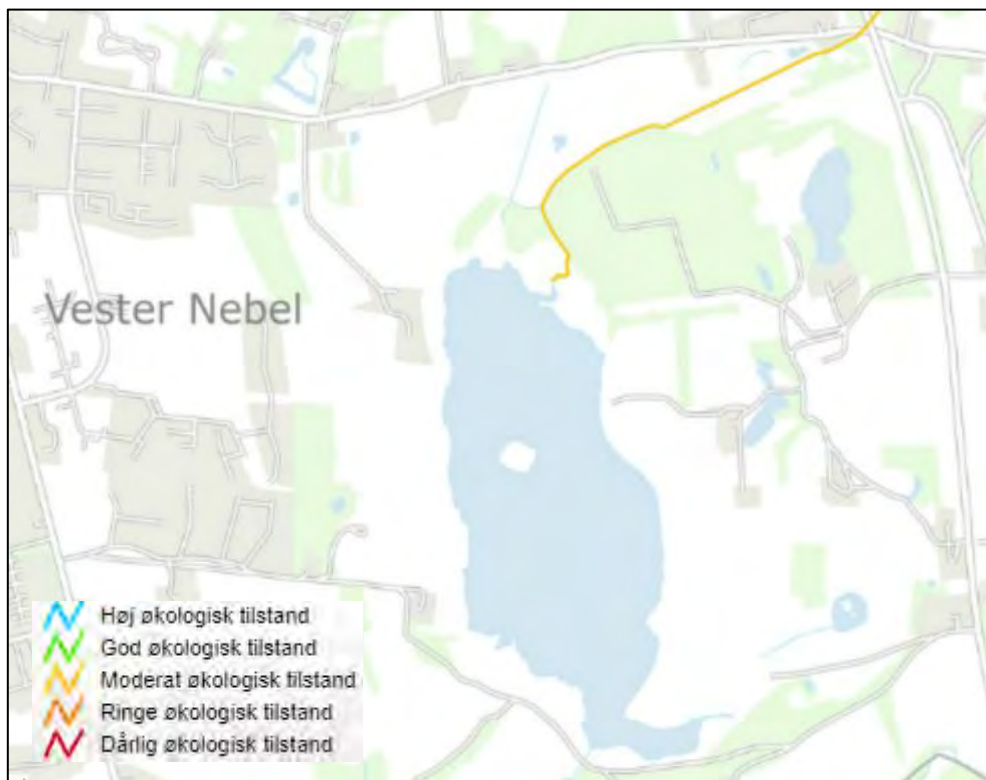 Vester Nebel
Høj økologisk tilstand
God økologisk tilstand
Moderat økologisk tilstand
Ringe økologisk tilstand
Dårlig økologisk tilstand